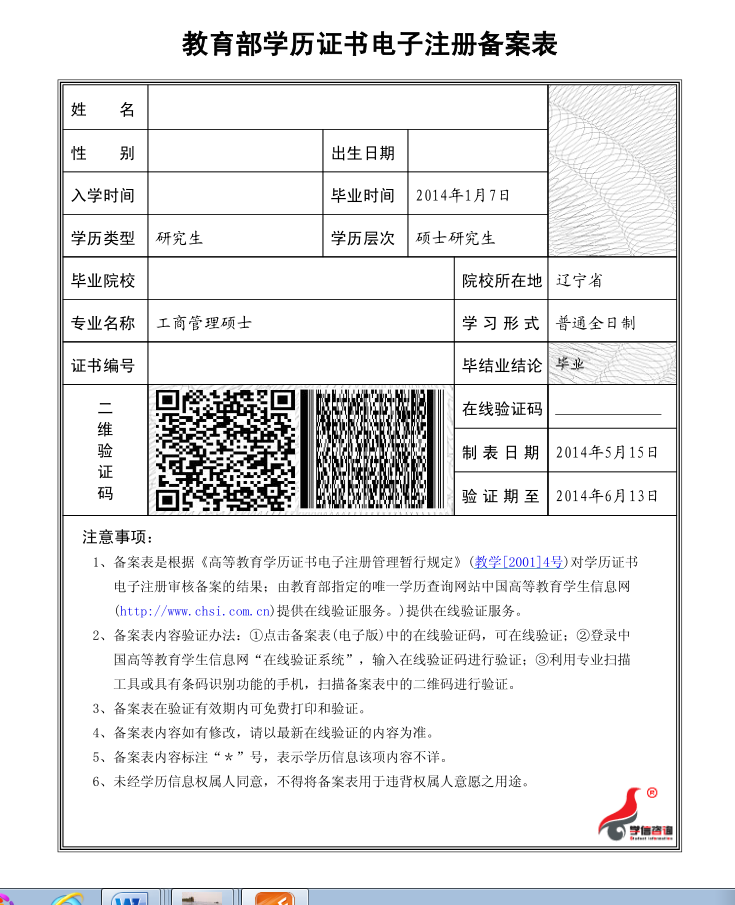 教育部学历证书电子注册备案表
姓 名
性 别 出生日期
入学时间 毕业时间 2014年1月7日
学历类型 研究生 学历层次 硕士研究生
毕业院校 院校所在地 辽宁省
专业名称 工商管理硕士 学习形式 普通全日制
证书编号 毕结业结论 毕业
二维验证码 在线验证码
制表日期 2014年5月15日
验证期至 2014年6月13日
注意事项：
1、备案表是根据《高等教育学历证书电子注册管理暂行规定》(教学[2001]4号)对学历证书
电子注册审核备案的结果；由教育部指定的唯一学历查询网站中国高等教育学生信息网
(http://www.chsi.com.cn)提供在线验证服务。)提供在线验证服务。
2、备案表内容验证办法：①点击备案表(电子版)中的在线验证码，可在线验证；②登录中
国高等教育学生信息网“在线验证系统”，输入在线验证码进行验证；③利用专业扫描
工具或具有条码识别功能的手机，扫描备案表中的二维码进行验证。
3、备案表在验证有效期内可免费打印和验证。
4、备案表内容如有修改，请以最新在线验证的内容为准。
5、备案表内容标注“＊”号，表示学历信息该项内容不详。
6、未经学历信息权属人同意，不得将备案表用于违背权属人意愿之用途。
®
学信咨询